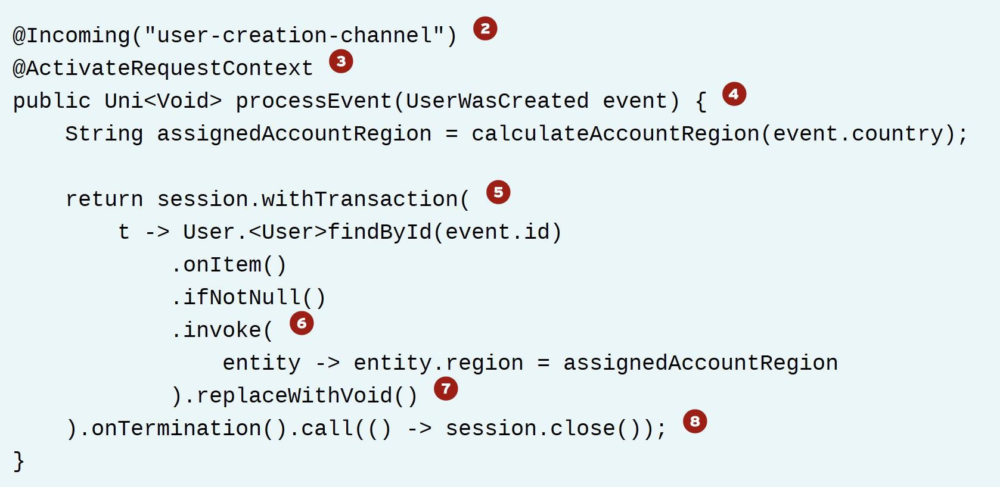 @Incoming("user-creation-channel") 2
@ActivateRequestContext 3
public Uni<Void> processEvent(UserWasCreated event) { 4
    String assignedAccountRegion = calculateAccountRegion(event.country);
    return session.withTransaction( 5
        t -> User.<User>findById(event.id)
            .onItem()
            .ifNotNull()
            .invoke( 6
                entity -> entity.region = assignedAccountRegion
            ).replaceWithVoid() 7
    ).onTermination().call(() -> session.close()); 8
}